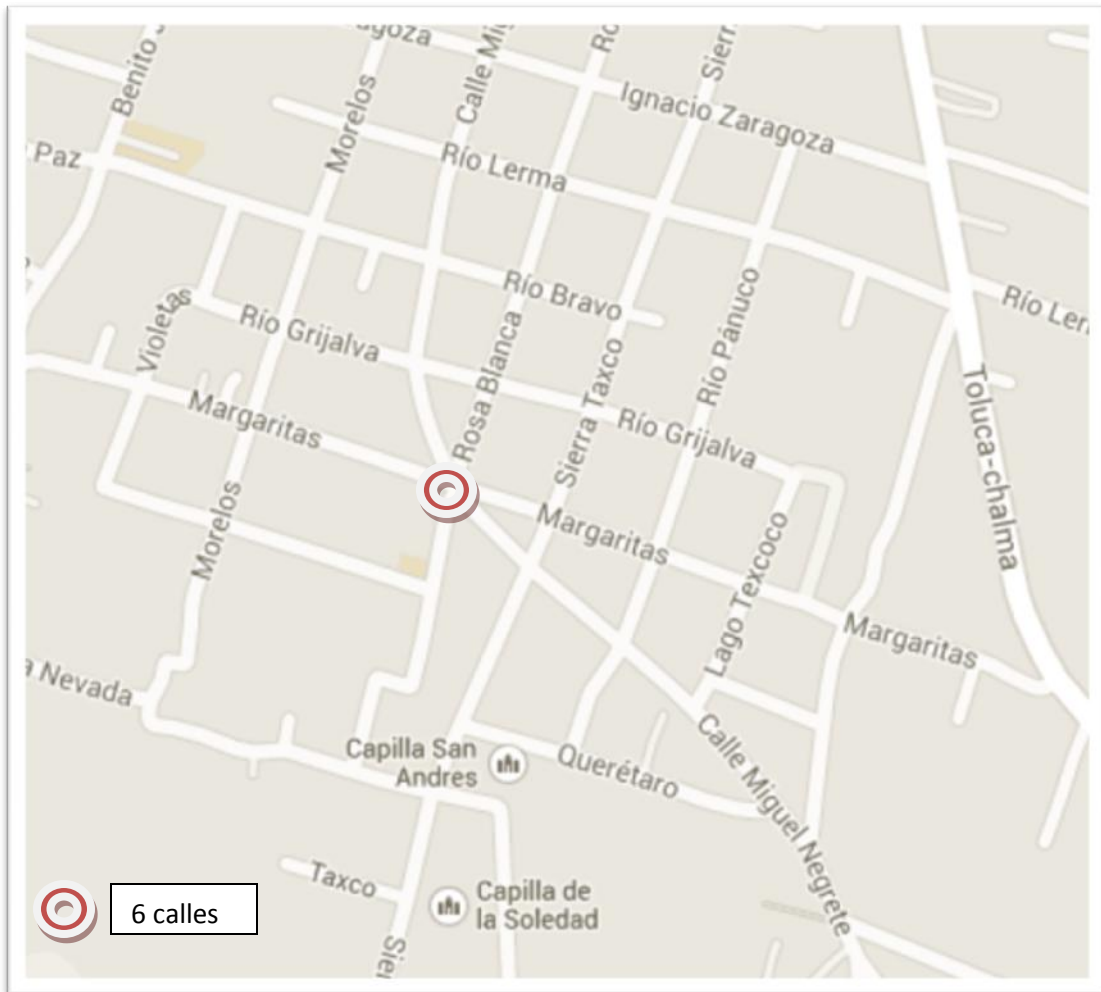 Benito
Morelos
Calle
Ignacio Zaragoza
Paz
Río Lerma
Río Bravo
Violetas
Río Grijalva
Rosa Blanca
Sierra Taxco
Río Pánuco
Río
Toluca-chalma
Margaritas
Río Grijalva
Morelos
Margaritas
Lago Texcoco
Margaritas
Nevada
Capilla San
Andres
Querétaro
Calle Miguel Negrete
Taxco
Capilla de
la Soledad
6 calles